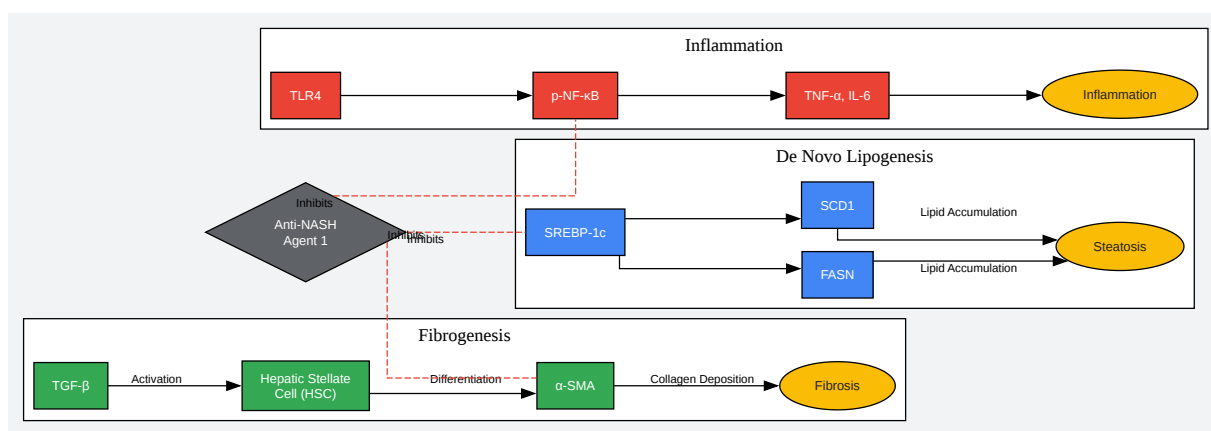 Inflammation
TLR4
p-NF-κB
TNF-α, IL-6
Inflammation
De Novo Lipogenesis
SREBP-1c
SCD1
FASN
Lipid Accumulation
Lipid Accumulation
Steatosis
Anti-NASH
Agent 1
Inhibits
Inhibits
Inhibits
Fibrogenesis
TGF-β
Activation
Hepatic Stellate
Cell (HSC)
Differentiation
α-SMA
Collagen Deposition
Fibrosis